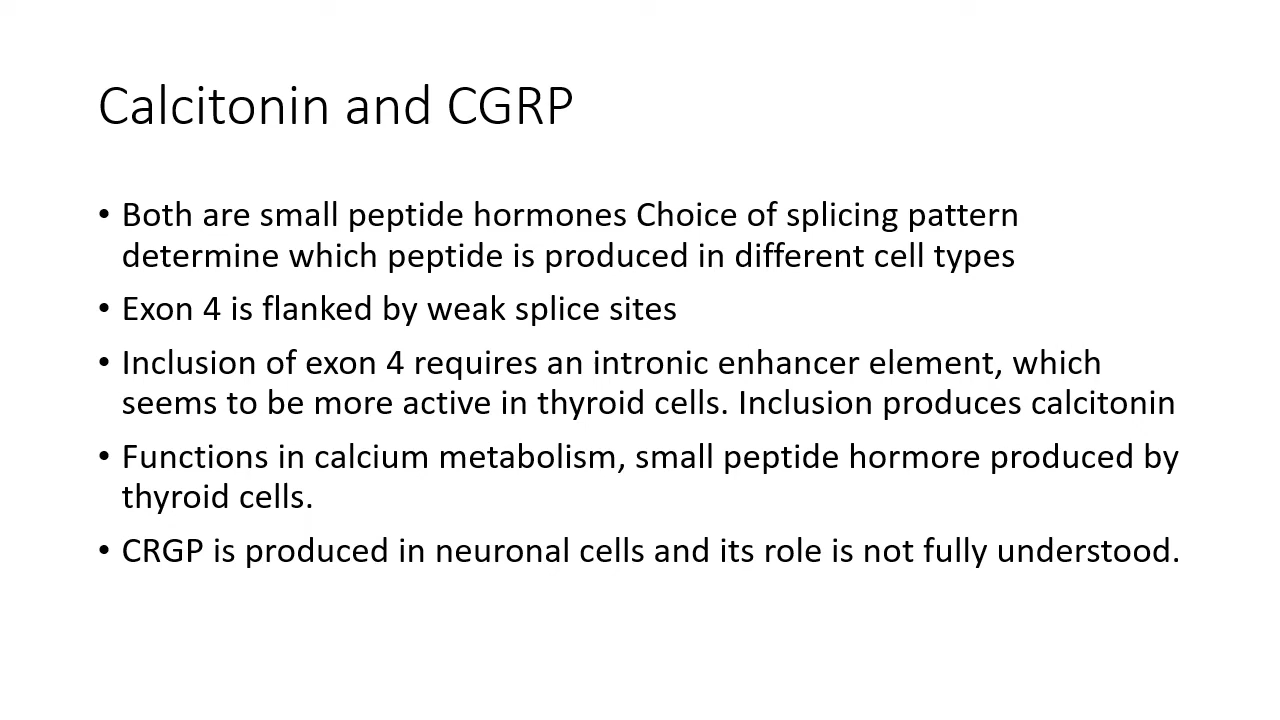 Calcitonin and CGRP
• Both are small peptide hormones Choice of splicing pattern
determine which peptide is produced in different cell types
• Exon 4 is flanked by weak splice sites
• Inclusion of exon 4 requires an intronic enhancer element, which
seems to be more active in thyroid cells. Inclusion produces calcitonin
• Functions in calcium metabolism, small peptide hormore produced by
thyroid cells.
• CRGP is produced in neuronal cells and its role is not fully understood.